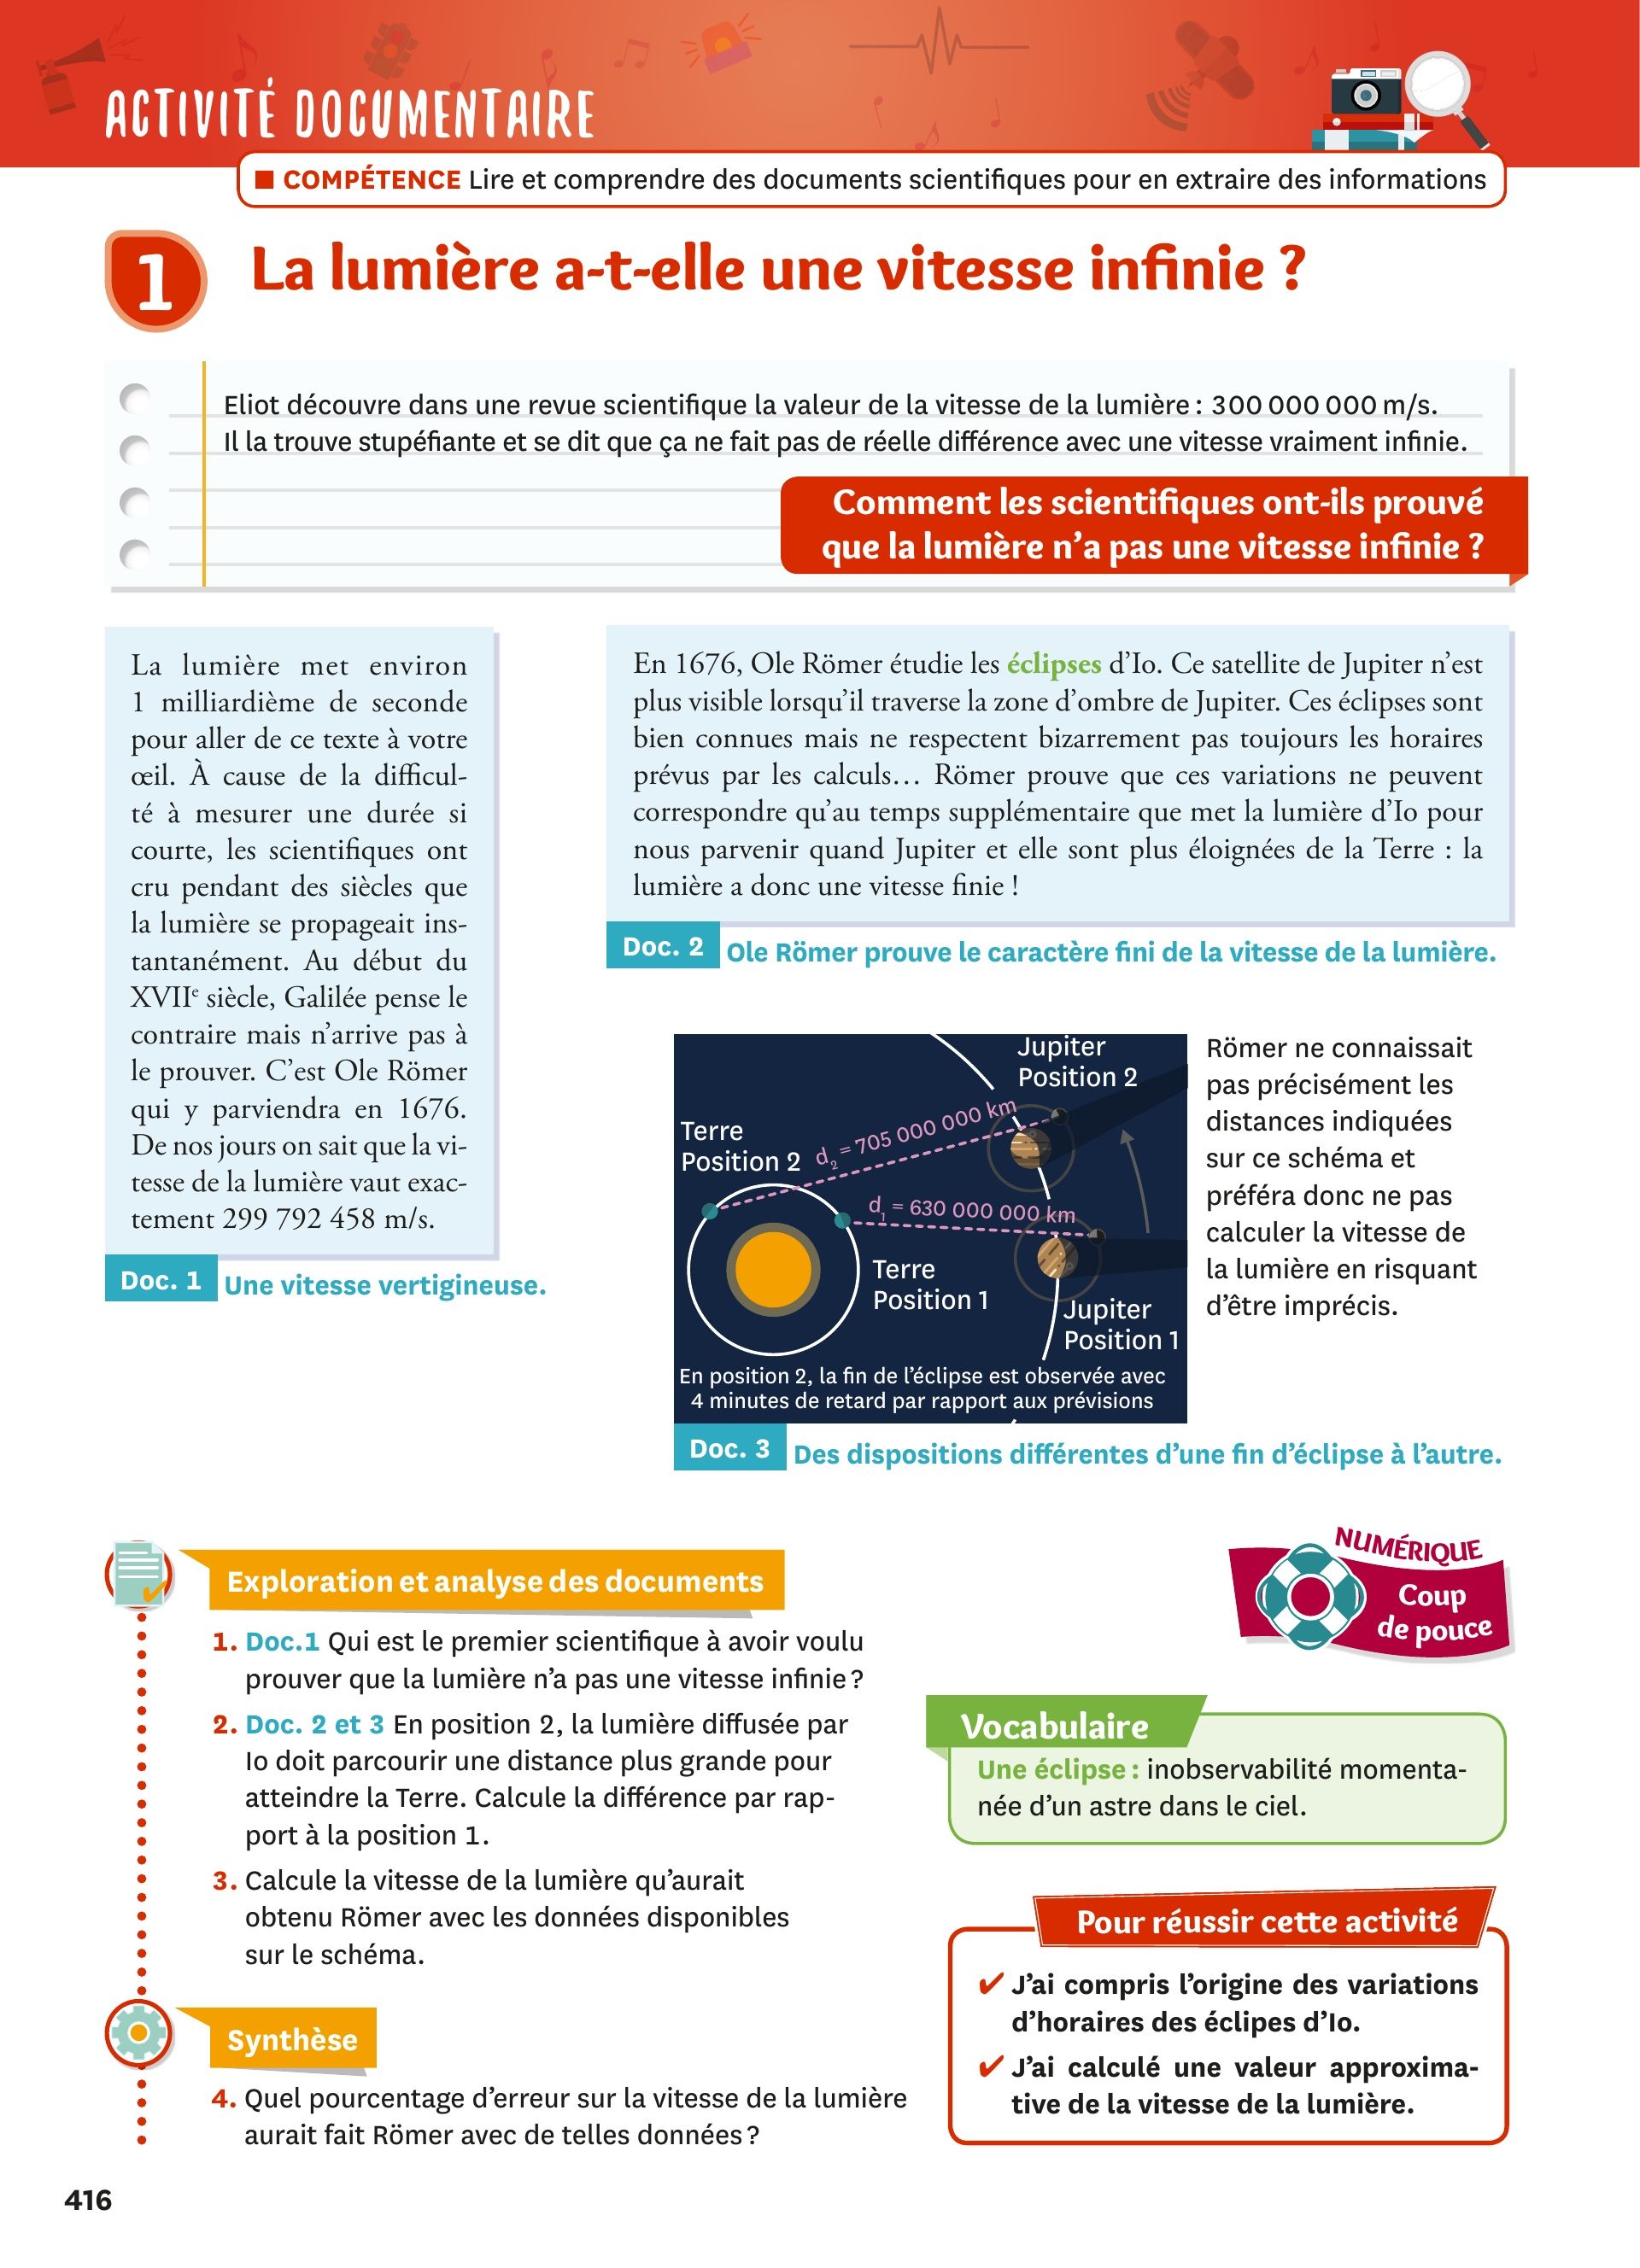 ACTIVITÉ DOCUMENTAIRE
COMPÉTENCE Lire et comprendre des documents scientifiques pour en extraire des informations
1
La lumière a-t-elle une vitesse infinie ?
Eliot découvre dans une revue scientifique la valeur de la vitesse de la lumière : 300 000 000 m/s.
Il la trouve stupéfiante et se dit que ça ne fait pas de réelle différence avec une vitesse vraiment infinie.
Comment les scientifiques ont-ils prouvé
que la lumière n'a pas une vitesse infinie ?
La lumière met environ
1 milliardième de seconde
pour aller de ce texte à votre
œil. À cause de la difficul-
té à mesurer une durée si
courte, les scientifiques ont
cru pendant des siècles que
la lumière se propageait ins-
tantanément. Au début du
XVIIe siècle, Galilée pense le
contraire mais n'arrive pas à
le prouver. C'est Ole Römer
qui y parviendra en 1676.
De nos jours on sait que la vi-
tesse de la lumière vaut exac-
tement 299 792 458 m/s.
Doc. 1 Une vitesse vertigineuse.
En 1676, Ole Römer étudie les éclipses d'Io. Ce satellite de Jupiter n'est
plus visible lorsqu'il traverse la zone d'ombre de Jupiter. Ces éclipses sont
bien connues mais ne respectent bizarrement pas toujours les horaires
prévus par les calculs... Römer prouve que ces variations ne peuvent
correspondre qu'au temps supplémentaire que met la lumière d'Io pour
nous parvenir quand Jupiter et elle sont plus éloignées de la Terre : la
lumière a donc une vitesse finie !
Doc. 2 Ole Römer prouve le caractère fini de la vitesse de la lumière.
Jupiter
Position 2
Terre
Position 2
d2 = 705 000 000 km
d1 = 630 000 000 km
Terre
Position 1
Jupiter
Position 1
En position 2, la fin de l'éclipse est observée avec
4 minutes de retard par rapport aux prévisions
Römer ne connaissait
pas précisément les
distances indiquées
sur ce schéma et
préféra donc ne pas
calculer la vitesse de
la lumière en risquant
d'être imprécis.
Doc. 3 Des dispositions différentes d'une fin d'éclipse à l'autre.
Exploration et analyse des documents
1. Doc.1 Qui est le premier scientifique à avoir voulu
prouver que la lumière n'a pas une vitesse infinie ?
2. Doc. 2 et 3 En position 2, la lumière diffusée par
Io doit parcourir une distance plus grande pour
atteindre la Terre. Calcule la différence par rap-
port à la position 1.
3. Calcule la vitesse de la lumière qu'aurait
obtenu Römer avec les données disponibles
sur le schéma.
Synthèse
4. Quel pourcentage d'erreur sur la vitesse de la lumière
aurait fait Römer avec de telles données ?
NUMÉRIQUE
Coup
de pouce
Vocabulaire
Une éclipse : inobservabilité momenta-
née d'un astre dans le ciel.
Pour réussir cette activité
✔ J'ai compris l'origine des variations
d'horaires des éclipes d'Io.
✔ J'ai calculé une valeur approxima-
tive de la vitesse de la lumière.
416